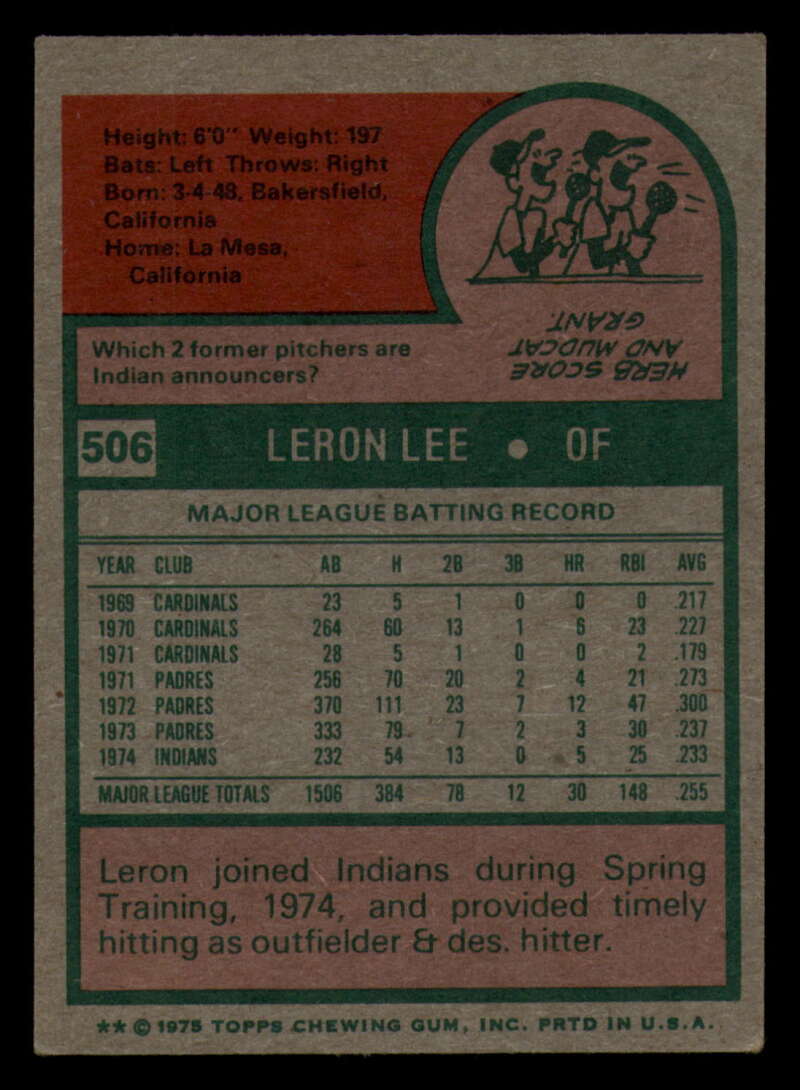 Height: 6'0" Weight: 197
Bats: Left Throws: Right
Born: 3-4-48, Bakersfield,
California
Home: La Mesa,
California
Which 2 former pitchers are
Indian announcers?
HERB SCORE
AND MUDCAT
GRANT.
506 LERON LEE • OF
MAJOR LEAGUE BATTING RECORD
YEAR CLUB AB H 2B 3B HR RBI AVG
1969 CARDINALS 23 5 1 0 0 0 .217
1970 CARDINALS 264 60 13 1 6 23 .227
1971 CARDINALS 28 5 1 0 0 2 .179
1971 PADRES 256 70 20 2 4 21 .273
1972 PADRES 370 111 23 7 12 47 .300
1973 PADRES 333 79 7 2 3 30 .237
1974 INDIANS 232 54 13 0 5 25 .233
MAJOR LEAGUE TOTALS 1506 384 78 12 30 148 .255
Leron joined Indians during Spring
Training, 1974, and provided timely
hitting as outfielder & des. hitter.
** © 1975 TOPPS CHEWING GUM, INC. PRTD IN U.S.A.